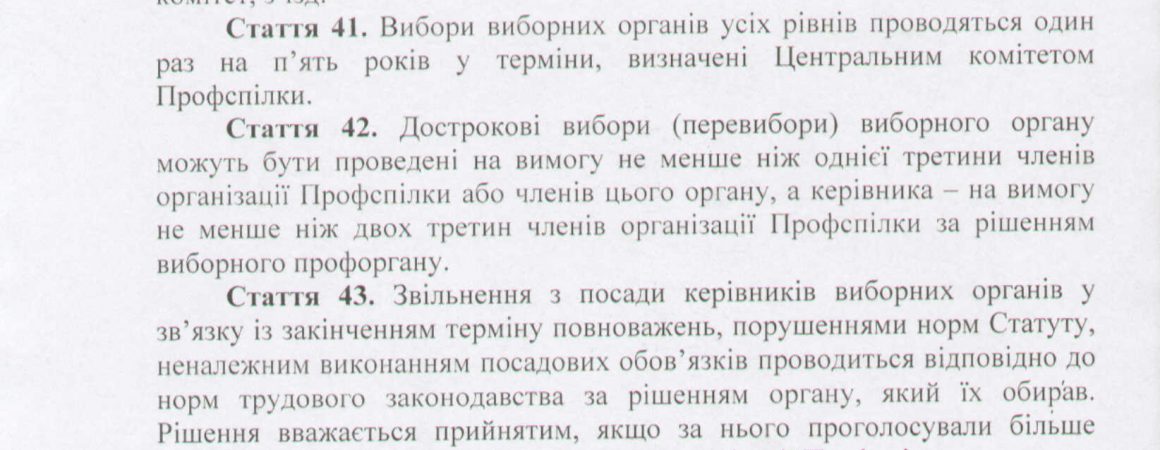 Стаття 41. Вибори виборних органів усіх рівнів проводяться один
раз на п’ять років у терміни, визначені Центральним комітетом
Профспілки.
Стаття 42. Дострокові вибори (перевибори) виборного органу
можуть бути проведені на вимогу не менше ніж однієї третини членів
організації Профспілки або членів цього органу, а керівника – на вимогу
не менше ніж двох третин членів організації Профспілки за рішенням
виборного профоргану.
Стаття 43. Звільнення з посади керівників виборних органів у
зв’язку із закінченням терміну повноважень, порушеннями норм Статуту,
неналежним виконанням посадових обов’язків проводиться відповідно до
норм трудового законодавства за рішенням органу, який їх обирав.
Рішення вважається прийнятим, якщо за нього проголосували більше